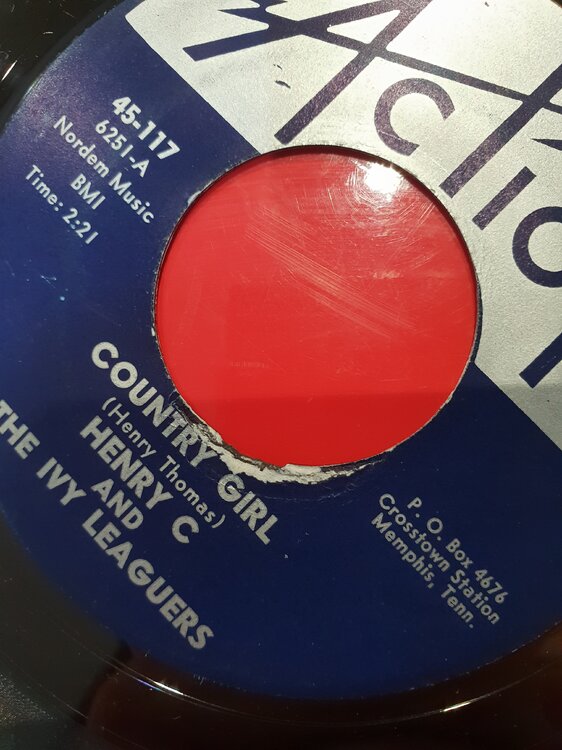 Action
45-117
6251-A
Nordem Music
BMI
Time: 2:21
COUNTRY GIRL
(Henry Thomas)
HENRY C
AND
THE IVY LEAGUERS
P. O. Box 4676
Crosstown Station
Memphis, Tenn.